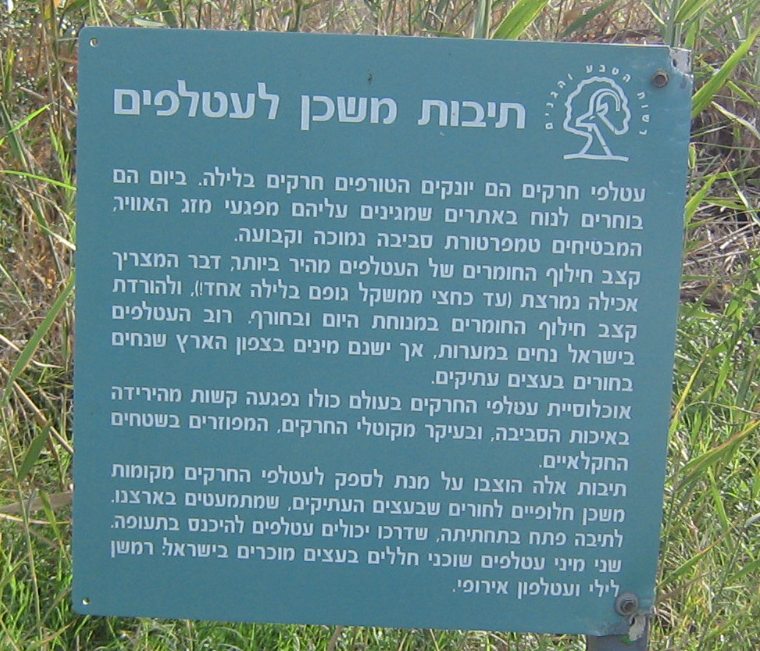 רשות הטבע והגנים
תיבות משכן לעטלפים
עטלפי חרקים הם יונקים הטורפים חרקים בלילה. ביום הם
בוחרים לנוח באתרים שמגינים עליהם מפגעי מזג האוויר,
המבטיחים טמפרטורת סביבה נמוכה וקבועה.
קצב חילוף החומרים של העטלפים מהיר ביותר, דבר המצריך
אכילה נמרצת (עד כחצי ממשקל גופם בלילה אחד!), ולהורדת
קצב חילוף החומרים במנוחת היום ובחורף. רוב העטלפים
בישראל נחים במערות, אך ישנם מינים בצפון הארץ שנחים
בחורים בעצים עתיקים.
אוכלוסיית עטלפי החרקים בעולם כולו נפגעה קשות מהירידה
באיכות הסביבה, ובעיקר מקוטלי החרקים, המפוזרים בשטחים
החקלאיים.
תיבות אלה הוצבו על מנת לספק לעטלפי החרקים מקומות
משכן חלופיים לחורים שבעצים העתיקים, שמתמעטים בארצנו.
לתיבה פתח בתחתיתה, שדרכו יכולים עטלפים להיכנס בתעופה.
שני מיני עטלפים שוכני חללים בעצים מוכרים בישראל: רמשן
לילי ועטלפון אירופי.